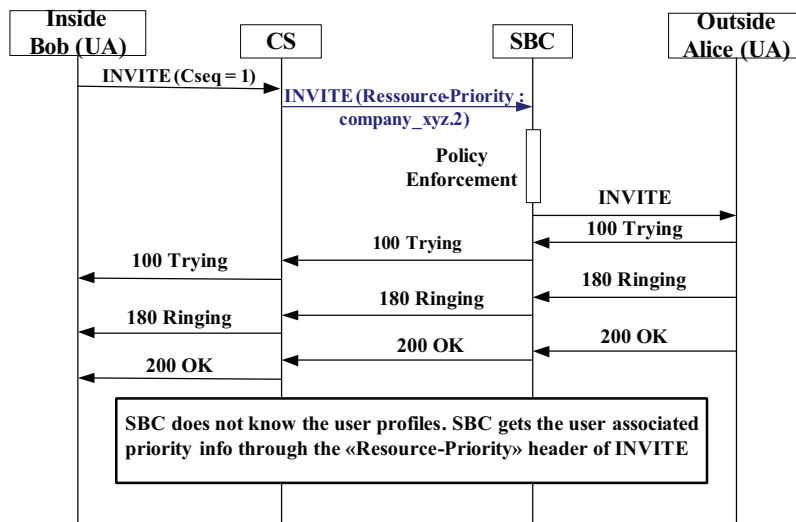 Inside
Bob (UA)
CS
SBC
Outside
Alice (UA)
INVITE (Cseq = 1)
INVITE (Ressource-Priority :
company_xyz.2)
Policy
Enforcement
INVITE
100 Trying
100 Trying
100 Trying
180 Ringing
180 Ringing
180 Ringing
200 OK
200 OK
200 OK
SBC does not know the user profiles. SBC gets the user associated
priority info through the «Resource-Priority» header of INVITE